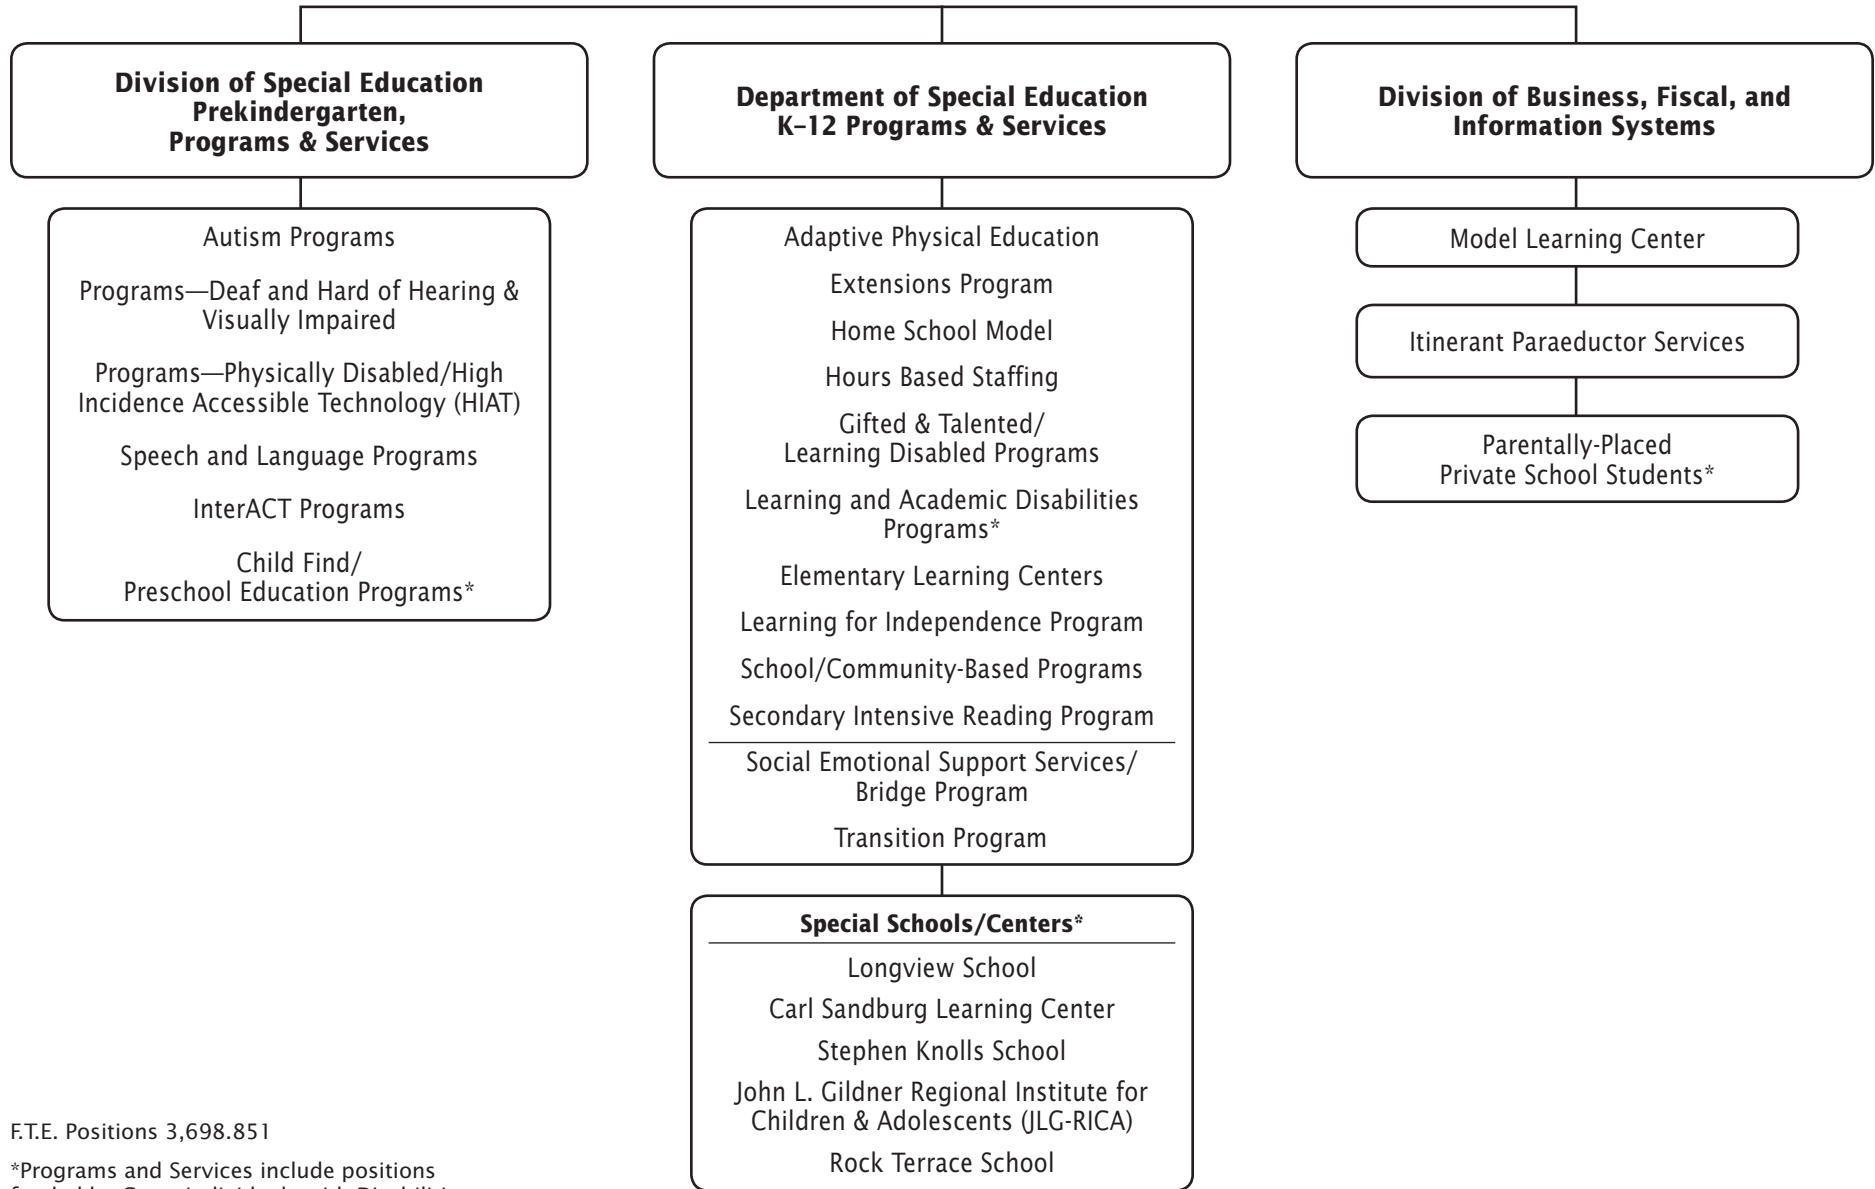 Division of Special Education
Prekindergarten,
Programs & Services
Autism Programs
Programs—Deaf and Hard of Hearing &
Visually Impaired
Programs—Physically Disabled/High
Incidence Accessible Technology (HIAT)
Speech and Language Programs
InterACT Programs
Child Find/
Preschool Education Programs*
Department of Special Education
K–12 Programs & Services
Adaptive Physical Education
Extensions Program
Home School Model
Hours Based Staffing
Gifted & Talented/
Learning Disabled Programs
Learning and Academic Disabilities
Programs*
Elementary Learning Centers
Learning for Independence Program
School/Community-Based Programs
Secondary Intensive Reading Program
Social Emotional Support Services/
Bridge Program
Transition Program
Special Schools/Centers*
Longview School
Carl Sandburg Learning Center
Stephen Knolls School
John L. Gildner Regional Institute for
Children & Adolescents (JLG-RICA)
Rock Terrace School
Division of Business, Fiscal, and
Information Systems
Model Learning Center
Itinerant Paraeductor Services
Parentally-Placed
Private School Students*
F.T.E. Positions 3,698.851
*Programs and Services include positions